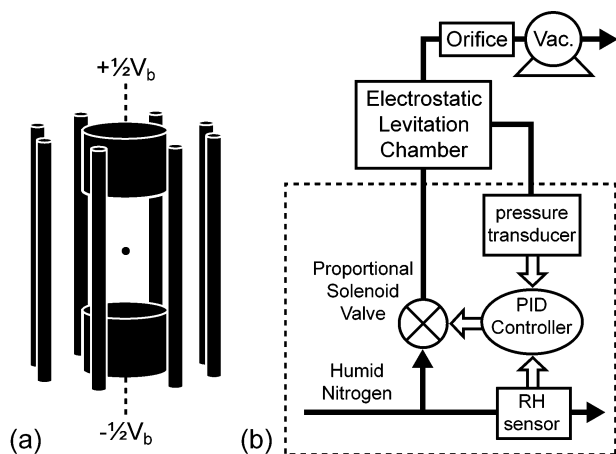 +½V_b
-½V_b
(a)
Orifice
Vac.
Electrostatic
Levitation
Chamber
pressure
transducer
Proportional
Solenoid
Valve
PID
Controller
Humid
Nitrogen
RH
sensor
(b)